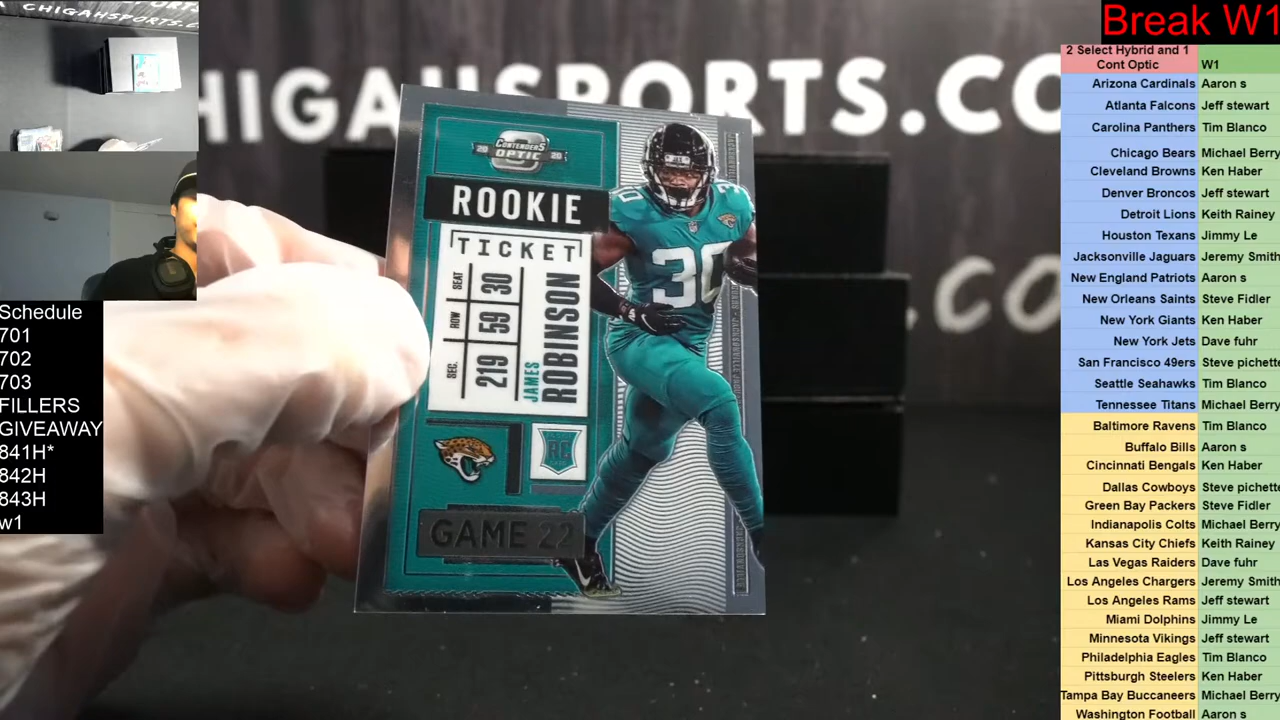 CHIGAHSPORTS.C
HIGAHSPORTS.CO
CO
CONTENDERS
OPTIC
20 20
ROOKIE
TICKET
SEAT 30
ROW 59
SEC. 219
JAMES
ROBINSON
30
30
RC
GAME 22
JACKSONVILLE
Schedule
701
702
703
FILLERS
GIVEAWAY
841H*
842H
843H
w1
Break W1
2 Select Hybrid and 1 Cont Optic W1
Arizona Cardinals Aaron s
Atlanta Falcons Jeff stewart
Carolina Panthers Tim Blanco
Chicago Bears Michael Berry
Cleveland Browns Ken Haber
Denver Broncos Jeff stewart
Detroit Lions Keith Rainey
Houston Texans Jimmy Le
Jacksonville Jaguars Jeremy Smith
New England Patriots Aaron s
New Orleans Saints Steve Fidler
New York Giants Ken Haber
New York Jets Dave fuhr
San Francisco 49ers Steve pichette
Seattle Seahawks Tim Blanco
Tennessee Titans Michael Berry
Baltimore Ravens Tim Blanco
Buffalo Bills Aaron s
Cincinnati Bengals Ken Haber
Dallas Cowboys Steve pichette
Green Bay Packers Steve Fidler
Indianapolis Colts Michael Berry
Kansas City Chiefs Keith Rainey
Las Vegas Raiders Dave fuhr
Los Angeles Chargers Jeremy Smith
Los Angeles Rams Jeff stewart
Miami Dolphins Jimmy Le
Minnesota Vikings Jeff stewart
Philadelphia Eagles Tim Blanco
Pittsburgh Steelers Ken Haber
Tampa Bay Buccaneers Michael Berry
Washington Football Aaron s